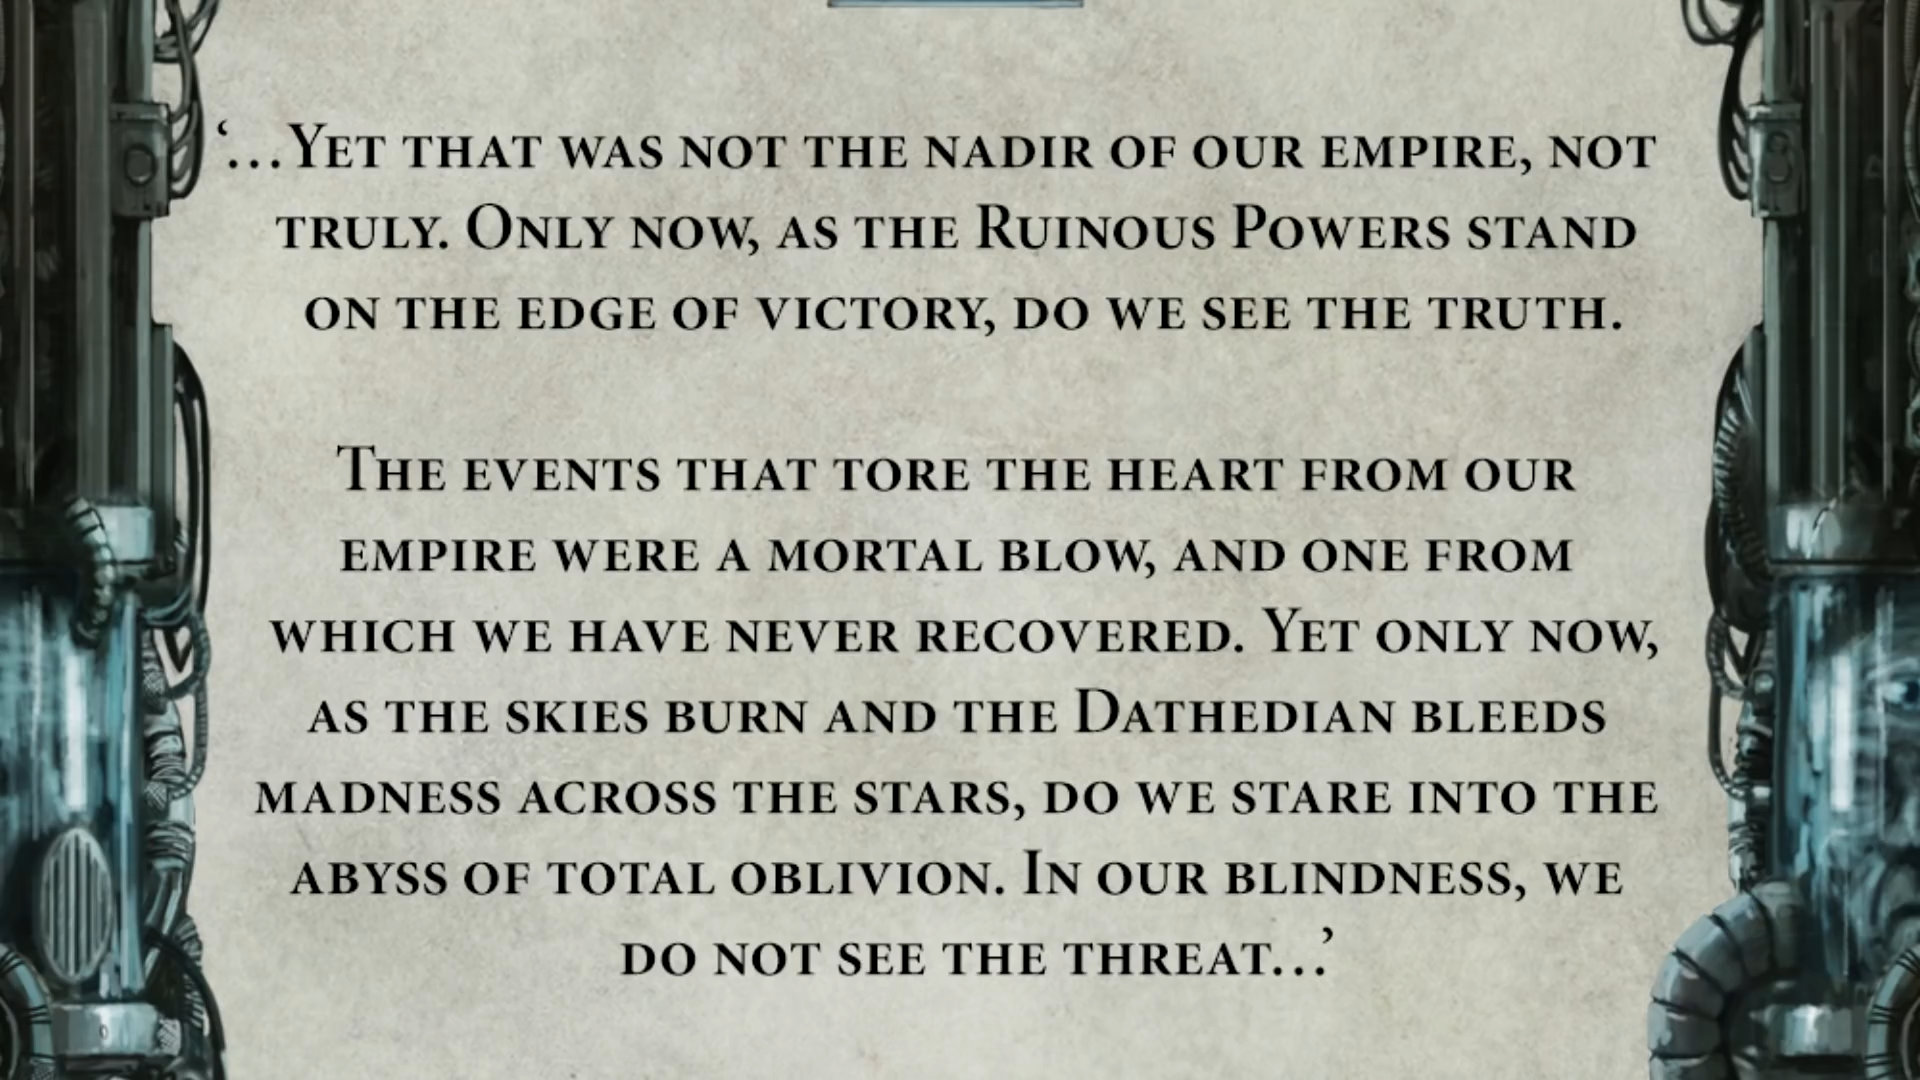 ‘…Yet that was not the nadir of our empire, not
truly. Only now, as the Ruinous Powers stand
on the edge of victory, do we see the truth.
The events that tore the heart from our
empire were a mortal blow, and one from
which we have never recovered. Yet only now,
as the skies burn and the Dathedian bleeds
madness across the stars, do we stare into the
abyss of total oblivion. In our blindness, we
do not see the threat…’